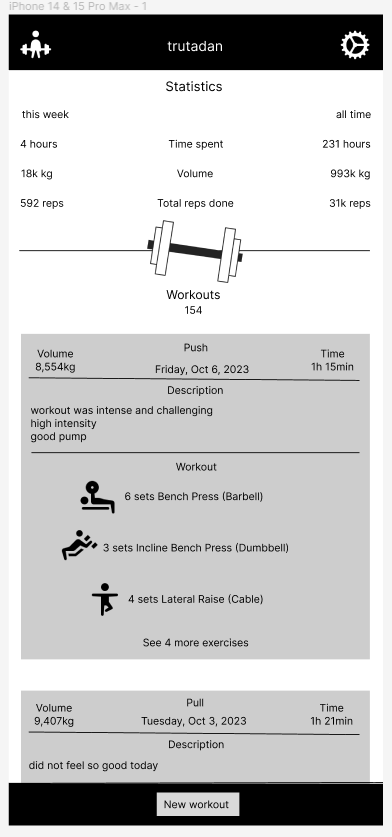 iPhone 14 & 15 Pro Max - 1
trutadan
Statistics
this week all time
4 hours Time spent 231 hours
18k kg Volume 993k kg
592 reps Total reps done 31k reps
Workouts
154
Push
Volume Time
8,554kg Friday, Oct 6, 2023 1h 15min
Description
workout was intense and challenging
high intensity
good pump
Workout
6 sets Bench Press (Barbell)
3 sets Incline Bench Press (Dumbbell)
4 sets Lateral Raise (Cable)
See 4 more exercises
Pull
Volume Time
9,407kg Tuesday, Oct 3, 2023 1h 21min
Description
did not feel so good today
New workout